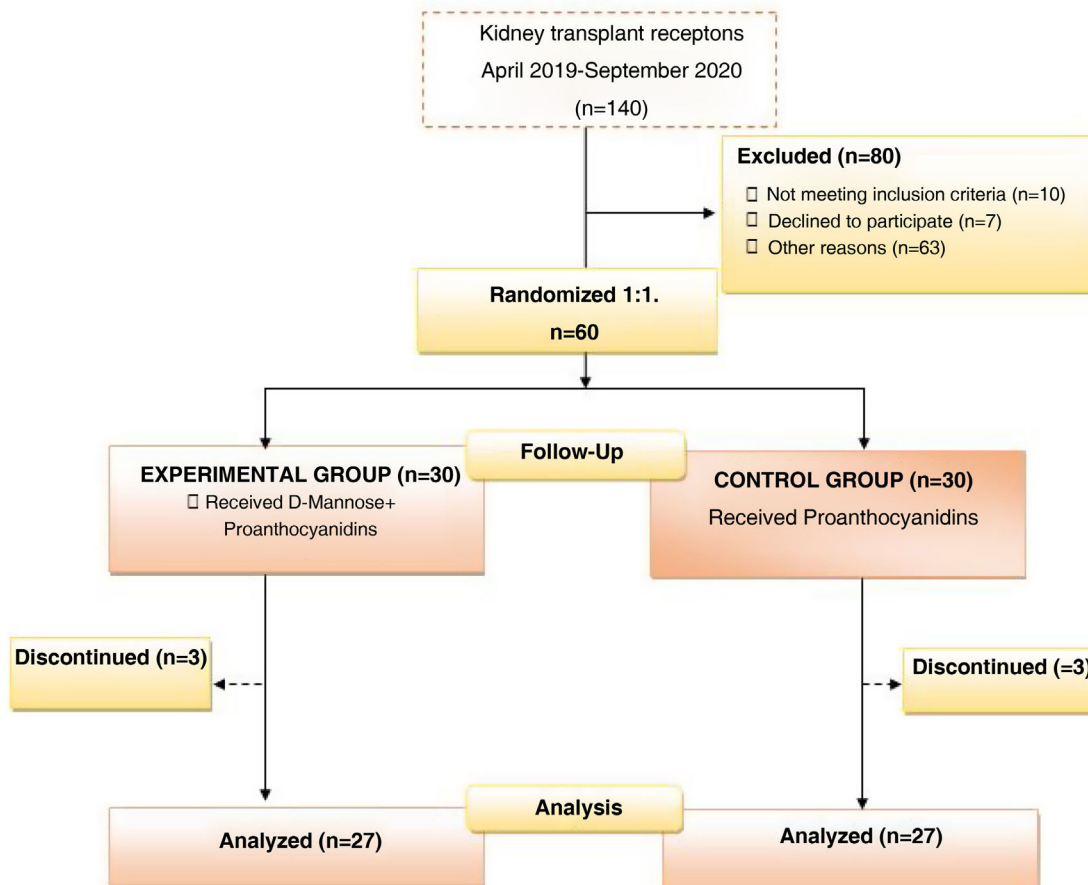 Kidney transplant receptons
April 2019-September 2020
(n=140)
Excluded (n=80)
Not meeting inclusion criteria (n=10)
Declined to participate (n=7)
Other reasons (n=63)
Randomized 1:1.
n=60
Follow-Up
EXPERIMENTAL GROUP (n=30)
Received D-Mannose+
Proanthocyanidins
CONTROL GROUP (n=30)
Received Proanthocyanidins
Discontinued (n=3)
Discontinued (=3)
Analysis
Analyzed (n=27)
Analyzed (n=27)